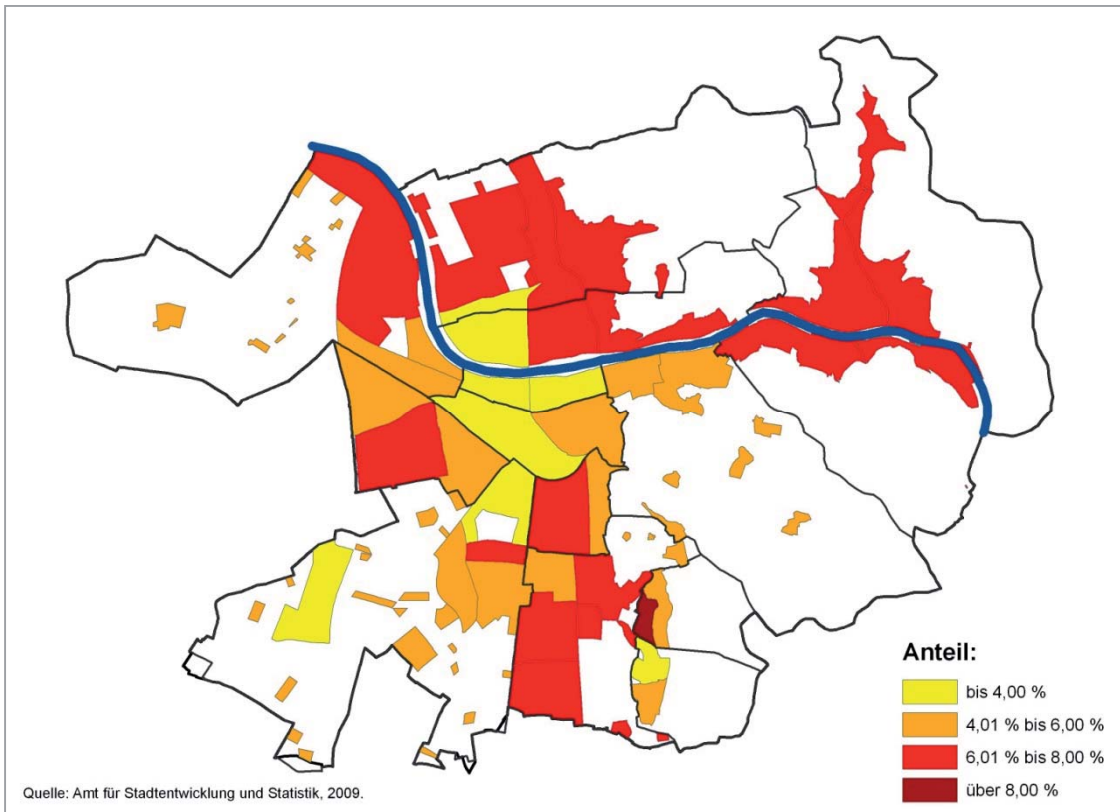 Anteil:
bis 4,00 %
4,01 % bis 6,00 %
6,01 % bis 8,00 %
über 8,00 %
Quelle: Amt für Stadtentwicklung und Statistik, 2009.